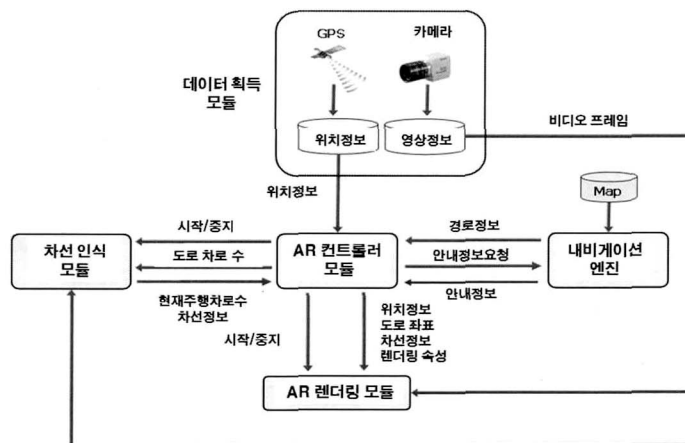 GPS
카메라
데이터 획득
모듈
위치정보
영상정보
비디오 프레임
위치정보
Map
시작/중지
경로정보
차선 인식
모듈
도로 차로 수
AR 컨트롤러
모듈
안내정보요청
내비게이션
엔진
현재주행차로수
차선정보
안내정보
시작/중지
위치정보
도로 좌표
차선정보
렌더링 속성
AR 렌더링 모듈